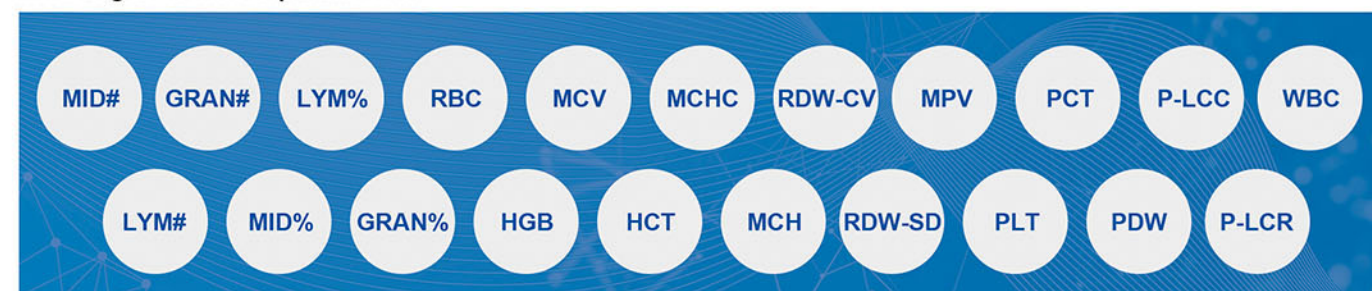 MID# GRAN# LYM% RBC MCV MCHC RDW-CV MPV PCT P-LCC WBC
LYM# MID% GRAN% HGB HCT MCH RDW-SD PLT PDW P-LCR